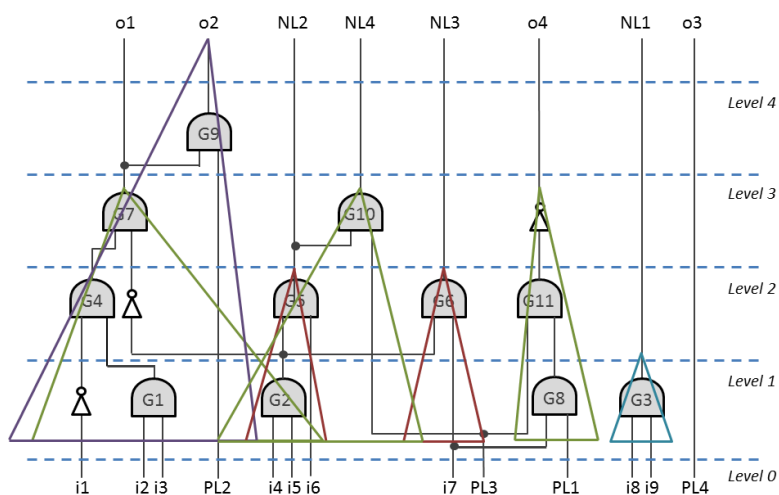 o1 o2 NL2 NL4 NL3 o4 NL1 o3
Level 4
G9
Level 3
G7 G10
Level 2
G4 G5 G6 G11
Level 1
G1 G2 G8 G3
Level 0
i1 i2 i3 PL2 i4 i5 i6 i7 PL3 PL1 i8 i9 PL4